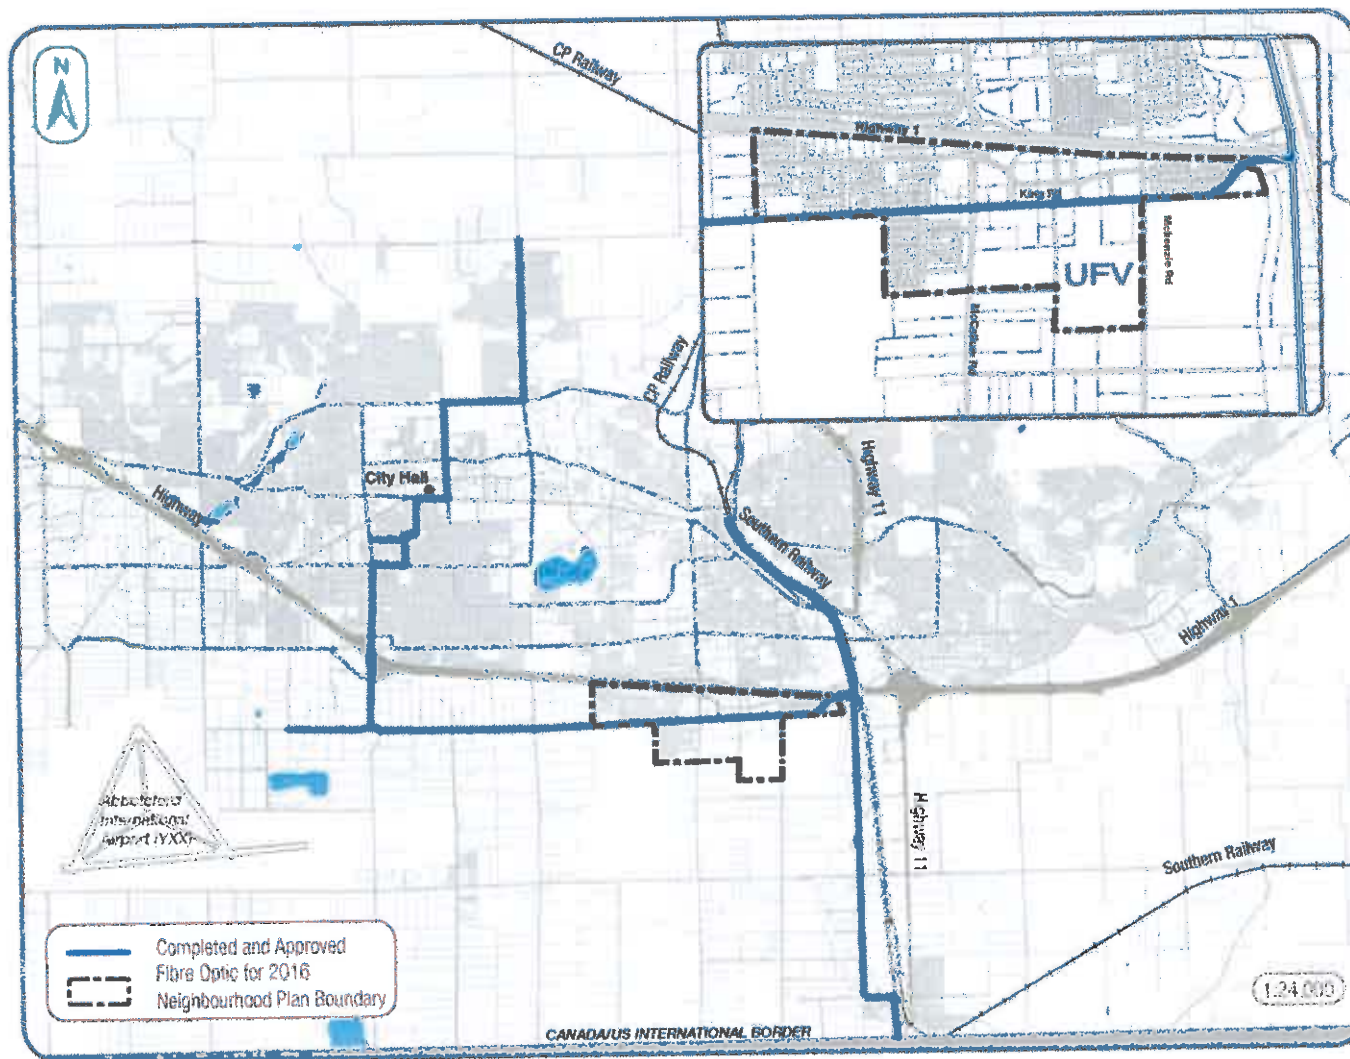 N
CP Railway
Highway 1
King Rd
McKenzie Rd
UFV
McCallum Rd
CP Railway
Highway 11
City Hall
Highway
Southern Railway
Highway 1
Abbotsford
International
Airport (YXX)
Highway 11
Southern Railway
Completed and Approved
Fibre Optic for 2016
Neighbourhood Plan Boundary
1:24,000
CANADA/US INTERNATIONAL BORDER